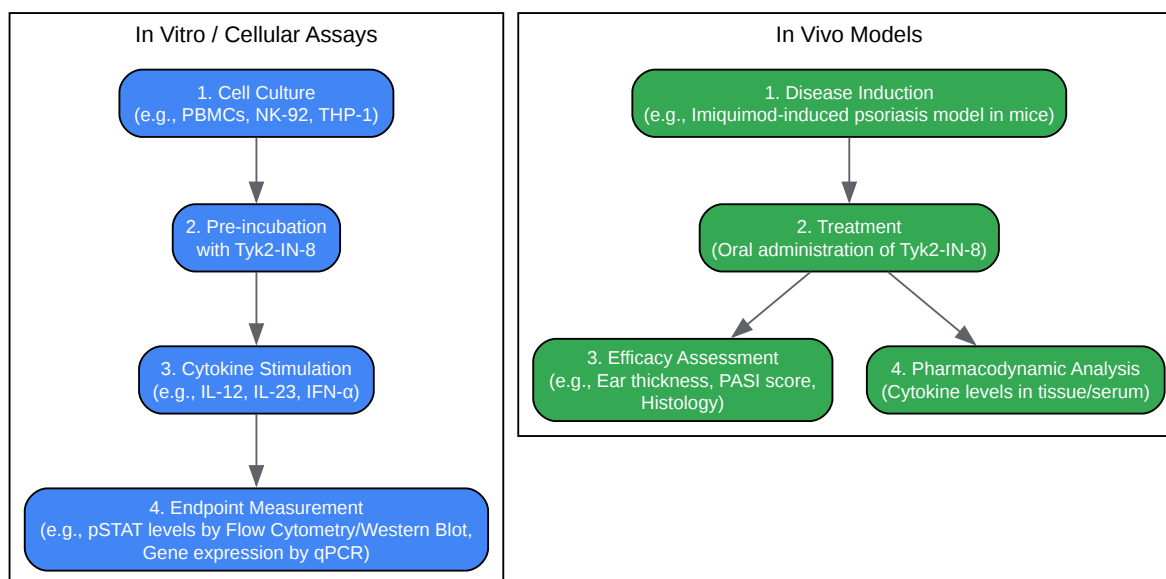 In Vitro / Cellular Assays
1. Cell Culture
(e.g., PBMCs, NK-92, THP-1)
2. Pre-incubation
with Tyk2-IN-8
3. Cytokine Stimulation
(e.g., IL-12, IL-23, IFN-α)
4. Endpoint Measurement
(e.g., pSTAT levels by Flow Cytometry/Western Blot,
Gene expression by qPCR)
In Vivo Models
1. Disease Induction
(e.g., Imiquimod-induced psoriasis model in mice)
2. Treatment
(Oral administration of Tyk2-IN-8)
3. Efficacy Assessment
(e.g., Ear thickness, PASI score,
Histology)
4. Pharmacodynamic Analysis
(Cytokine levels in tissue/serum)